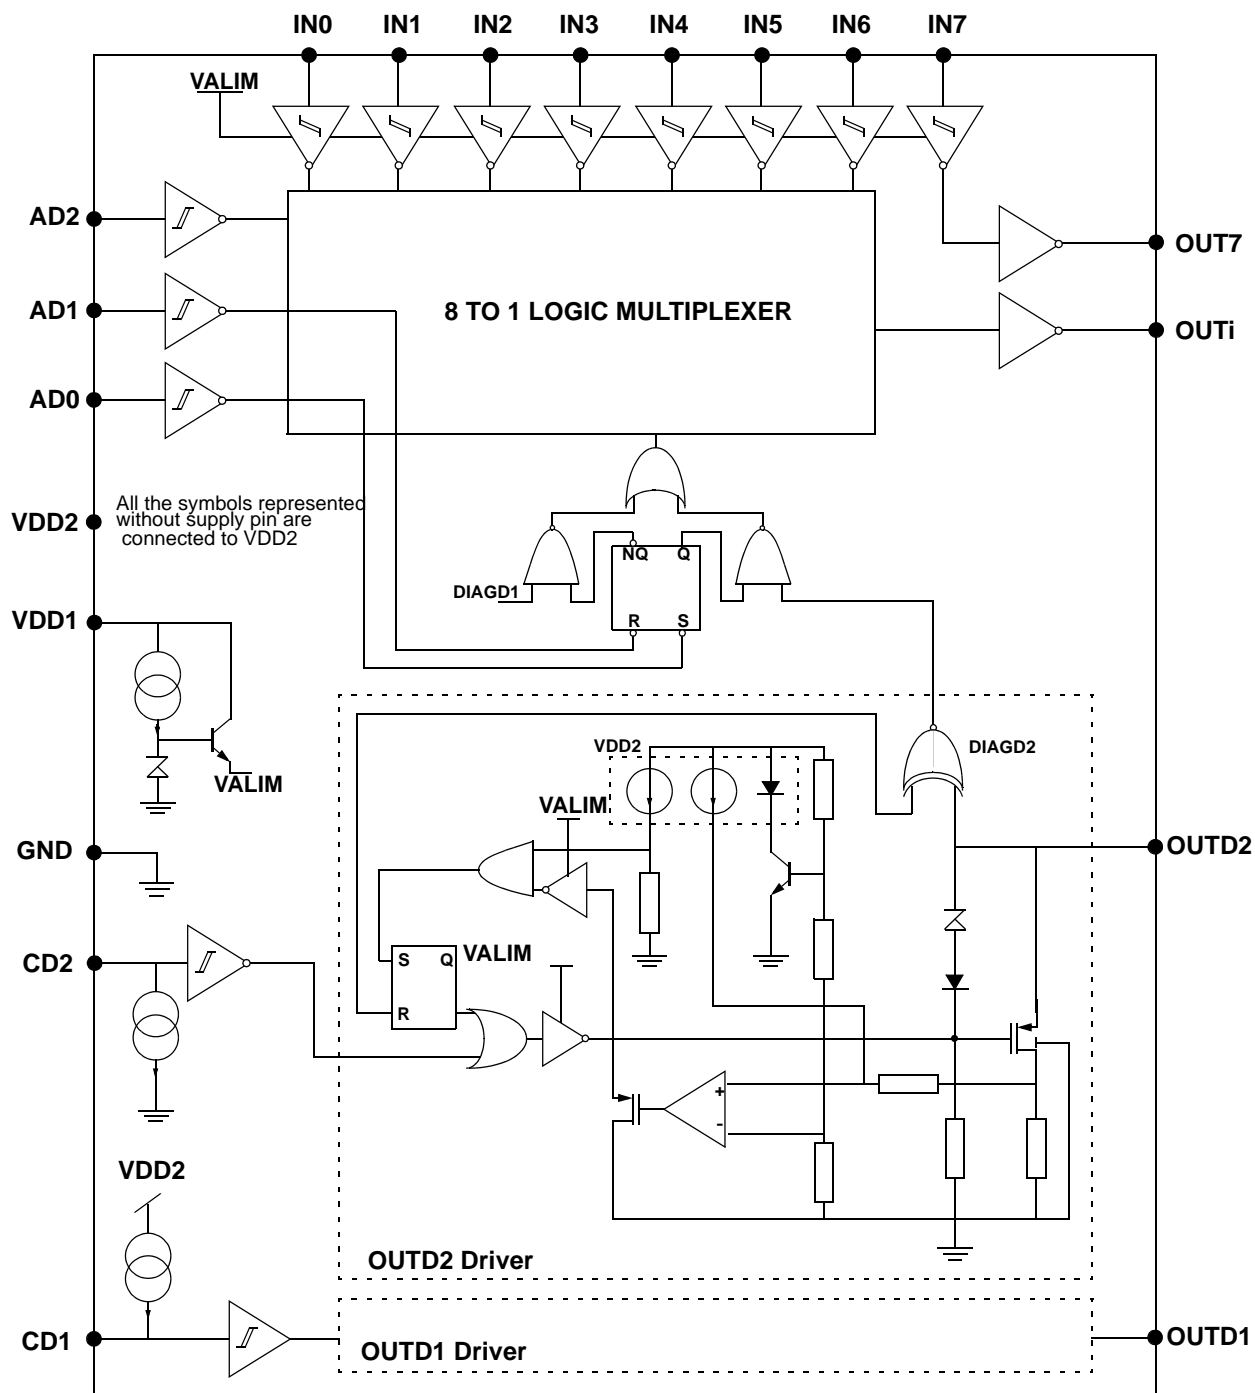 IN0 IN1 IN2 IN3 IN4 IN5 IN6 IN7
VALIM
AD2
OUT7
AD1
8 TO 1 LOGIC MULTIPLEXER
OUTi
AD0
All the symbols represented
without supply pin are
connected to VDD2
VDD2
NQ Q
DIAGD1
R S
VDD1
DIAGD2
VDD2
VALIM
VALIM
GND
OUTD2
CD2
S Q
VALIM
R
+
-
VDD2
OUTD2 Driver
CD1
OUTD1 Driver
OUTD1